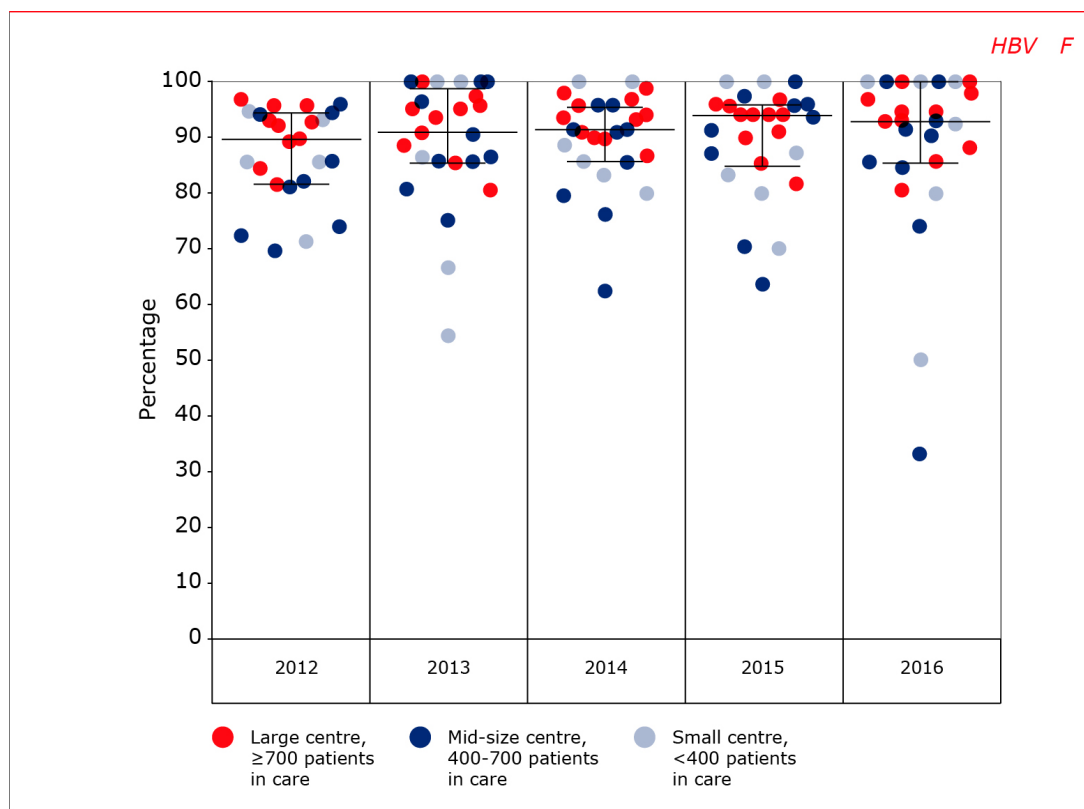 HBV F
100
90
80
70
60
50
40
30
20
10
0
Percentage
2012 2013 2014 2015 2016
Large centre,
≥700 patients
in care
Mid-size centre,
400-700 patients
in care
Small centre,
<400 patients
in care